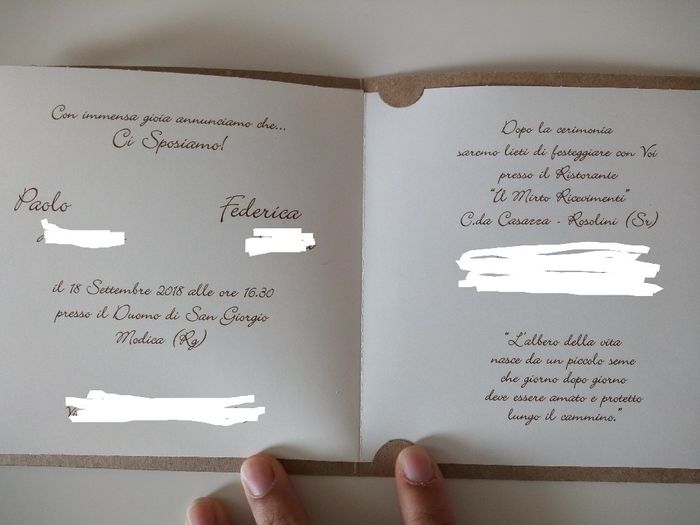 Con immensa gioia annunciamo che...
Ci Sposiamo!
Paolo
Federica
il 18 Settembre 2018 alle ore 16.30
presso il Duomo di San Giorgio
Modica (Rg)
Dopo la cerimonia
saremo lieti di festeggiare con Voi
presso il Ristorante
"A Mirto Ricevimenti"
C.da Casazza - Rosolini (Sr)
"L'albero della vita
nasce da un piccolo seme
che giorno dopo giorno
deve essere amato e protetto
lungo il cammino."